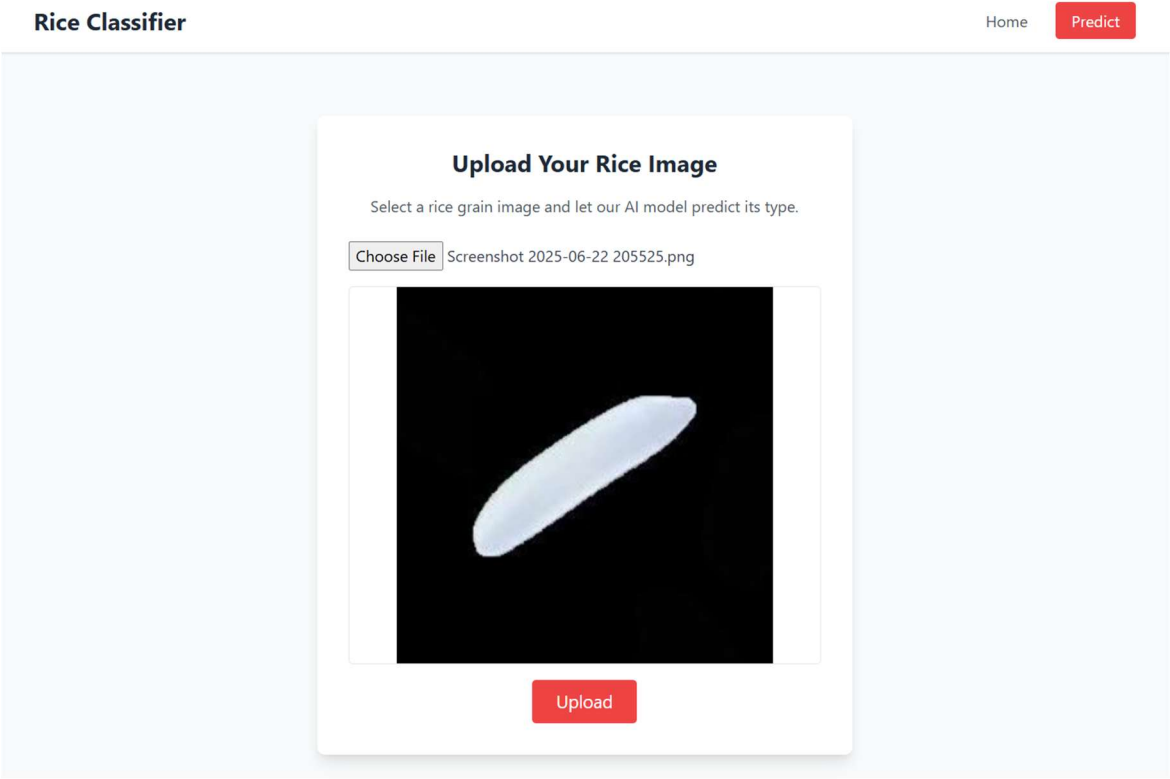 Rice Classifier
Home
Predict
Upload Your Rice Image
Select a rice grain image and let our AI model predict its type.
Choose File Screenshot 2025-06-22 205525.png
Upload